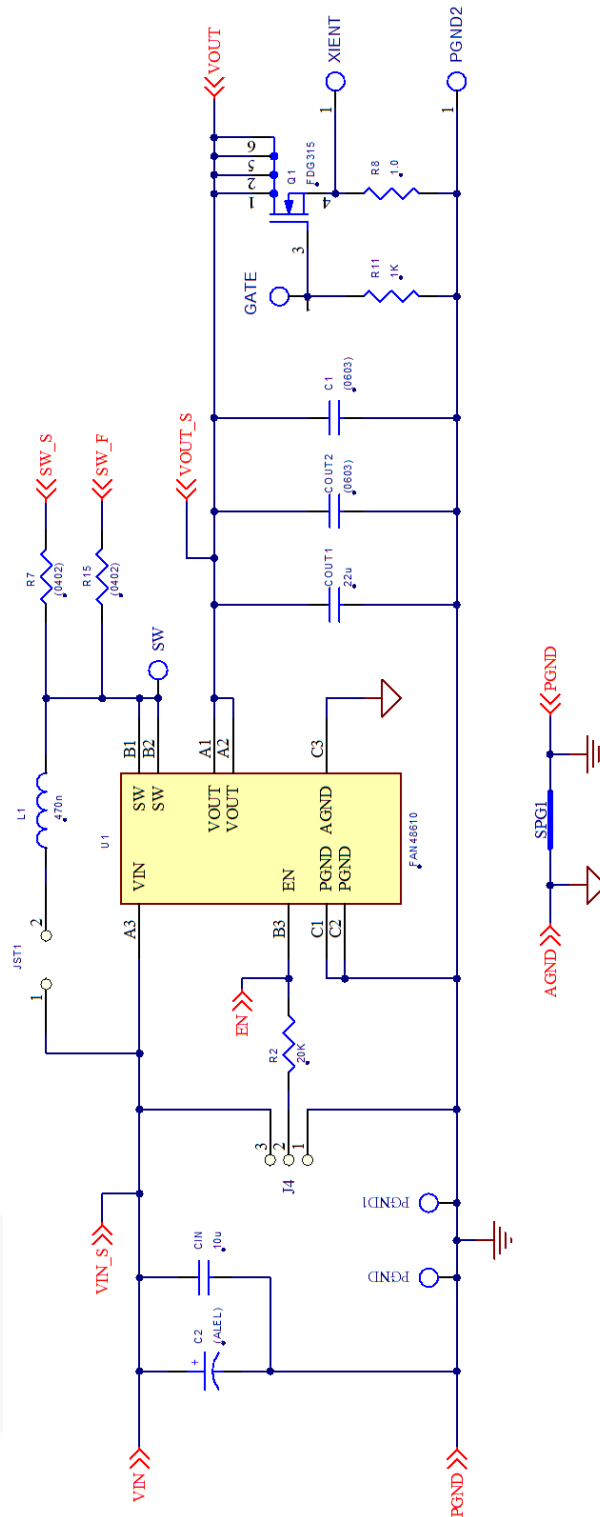 R7
(0402)
SW_S
R15
(0402)
SW_F
L1
470n
JST1
1
2
SW
VOUT_S
VOUT
VIN_S
VIN
C2
+
(ALEL)
CIN
10u
J4
3
2
1
R2
20K
EN
A3
B3
C1
C2
U1
VIN
EN
PGND
PGND
SW
SW
VOUT
VOUT
AGND
B1
B2
A1
A2
C3
FAN48610
COUT1
22u
COUT2
(0603)
C1
(0603)
GATE
1
3
1
2
5
6
4
Q1
FDG315
XIENT
1
R11
1K
R8
1.0
PGND2
1
PGND
PGND
PGND1
AGND
SPG1
PGND